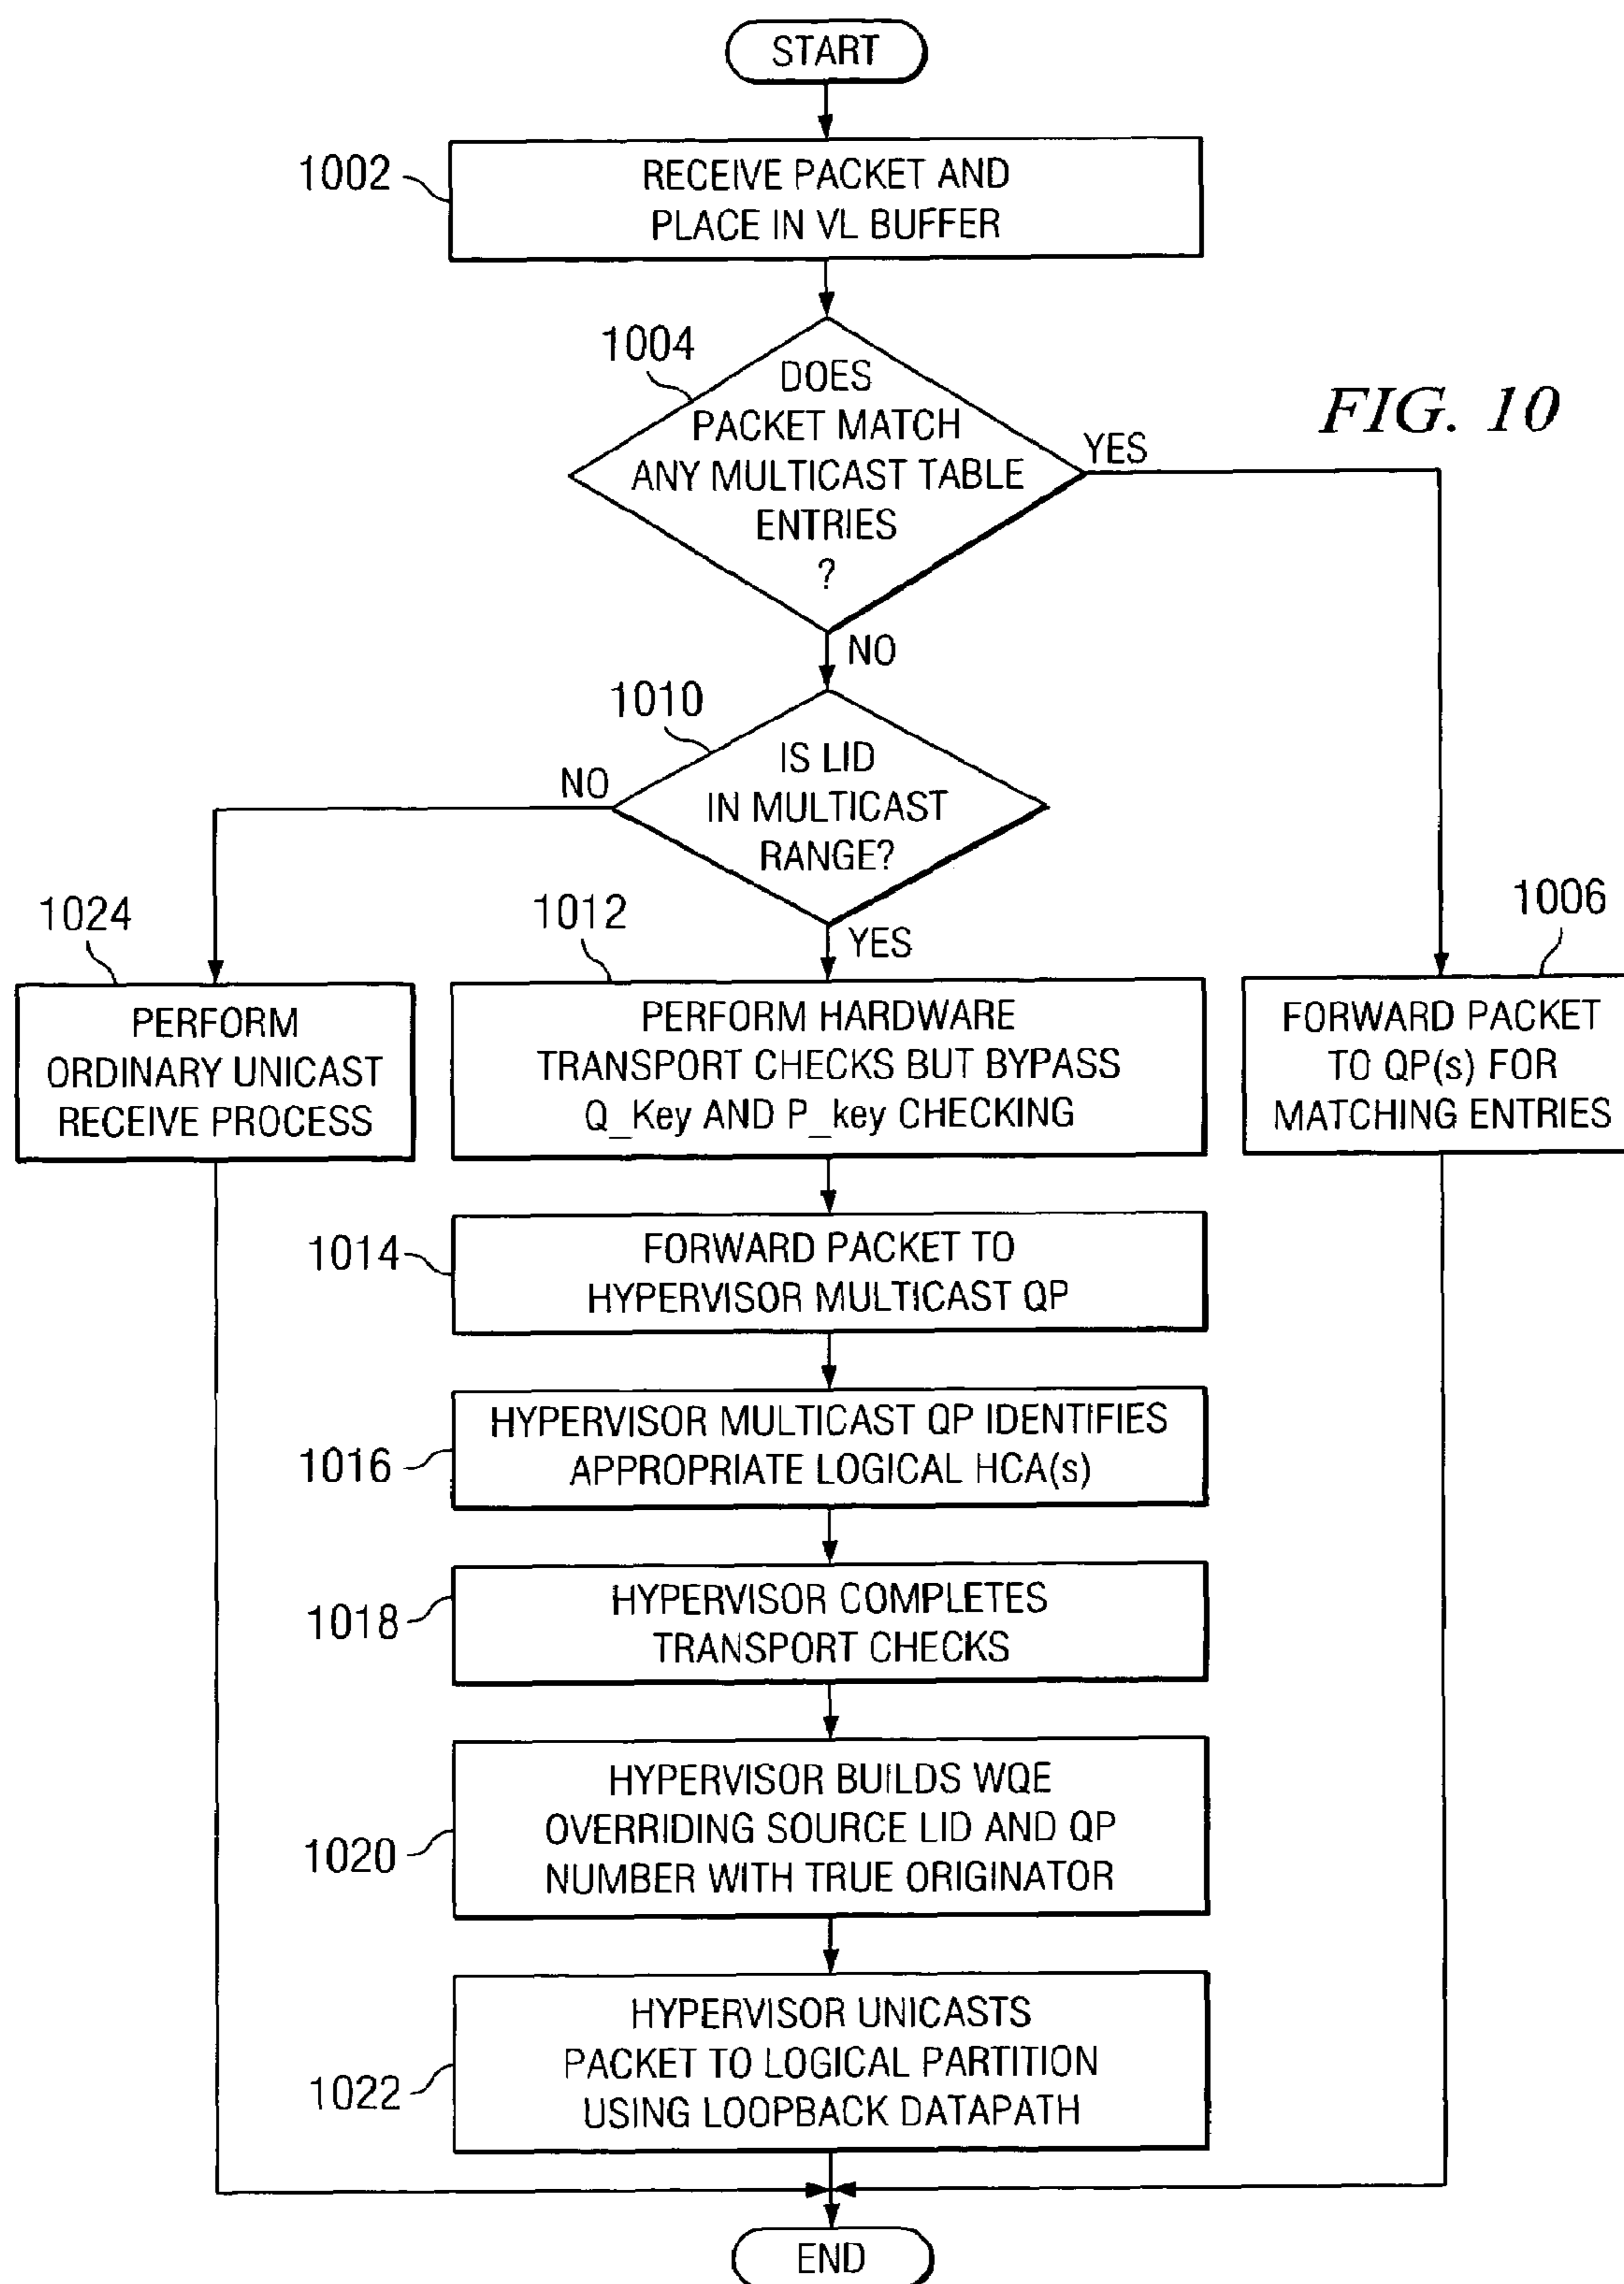 START
1002
RECEIVE PACKET AND
PLACE IN VL BUFFER
1004
DOES
PACKET MATCH
ANY MULTICAST TABLE
ENTRIES
?
YES
FIG. 10
NO
1010
IS LID
IN MULTICAST
RANGE?
NO
YES
1024
PERFORM
ORDINARY UNICAST
RECEIVE PROCESS
1012
PERFORM HARDWARE
TRANSPORT CHECKS BUT BYPASS
Q_Key AND P_key CHECKING
1006
FORWARD PACKET
TO QP(s) FOR
MATCHING ENTRIES
1014
FORWARD PACKET TO
HYPERVISOR MULTICAST QP
1016
HYPERVISOR MULTICAST QP IDENTIFIES
APPROPRIATE LOGICAL HCA(s)
1018
HYPERVISOR COMPLETES
TRANSPORT CHECKS
1020
HYPERVISOR BUILDS WQE
OVERRIDING SOURCE LID AND QP
NUMBER WITH TRUE ORIGINATOR
1022
HYPERVISOR UNICASTS
PACKET TO LOGICAL PARTITION
USING LOOPBACK DATAPATH
END